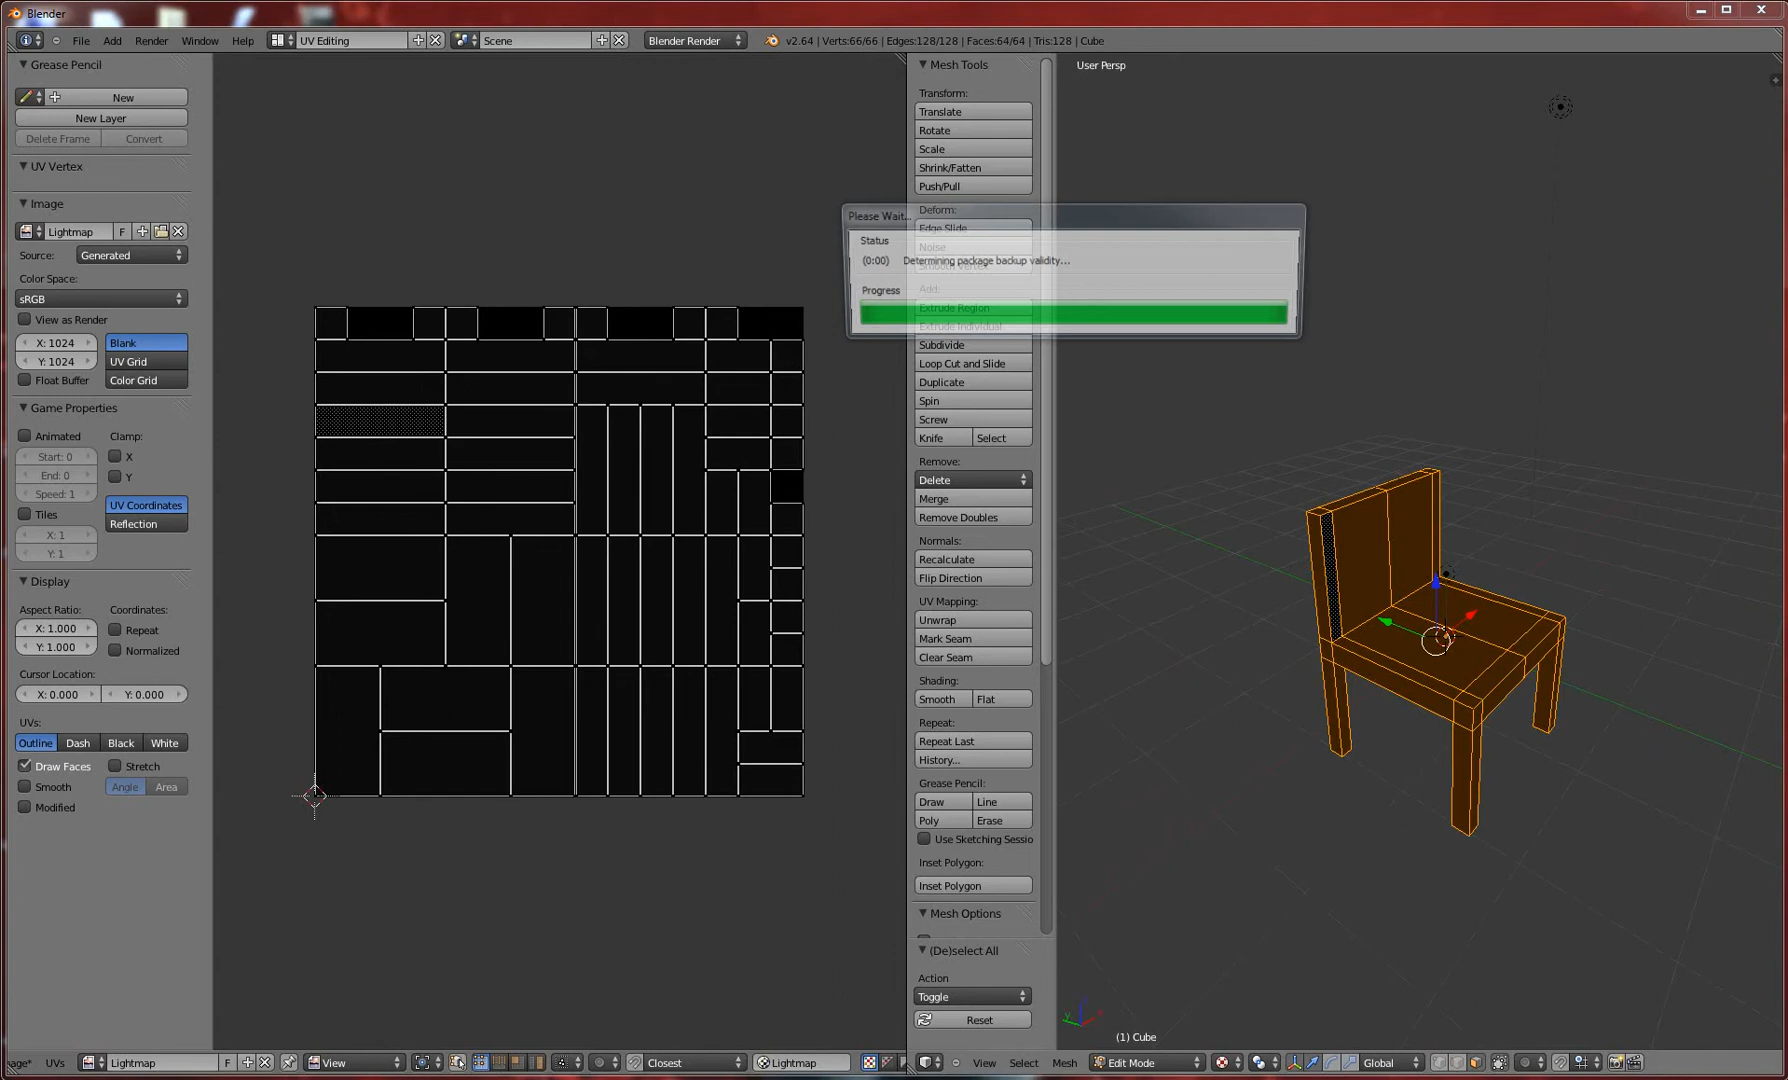 Blender
File Add Render Window Help UV Editing Scene Blender Render v2.64 | Verts:66/66 | Edges:128/128 | Faces:64/64 | Tris:128 | Cube
Grease Pencil
New
New Layer
Delete Frame Convert
UV Vertex
Image
Lightmap F
Source: Generated
Color Space:
sRGB
View as Render
X: 1024 Blank
Y: 1024 UV Grid
Float Buffer Color Grid
Game Properties
Animated Clamp:
Start: 0 X
End: 0 Y
Speed: 1
UV Coordinates
Tiles Reflection
X: 1
Y: 1
Display
Aspect Ratio: Coordinates:
X: 1.000 Repeat
Y: 1.000 Normalized
Cursor Location:
X: 0.000 Y: 0.000
UVs:
Outline Dash Black White
Draw Faces Stretch
Smooth Angle Area
Modified
Mesh Tools
Transform:
Translate
Rotate
Scale
Shrink/Fatten
Push/Pull
Deform:
Edge Slide
Noise
Smooth Vertex
Add:
Extrude Region
Extrude Individual
Subdivide
Loop Cut and Slide
Duplicate
Spin
Screw
Knife Select
Remove:
Delete
Merge
Remove Doubles
Normals:
Recalculate
Flip Direction
UV Mapping:
Unwrap
Mark Seam
Clear Seam
Shading:
Smooth Flat
Repeat:
Repeat Last
History...
Grease Pencil:
Draw Line
Poly Erase
Use Sketching Sessio
Inset Polygon:
Inset Polygon
Mesh Options
(De)select All
Action
Toggle
Reset
Please Wait...
Status
(0:00) Determining package backup validity...
Progress
User Persp
(1) Cube
nage* UVs Lightmap F View Closest Lightmap
View Select Mesh Edit Mode Global